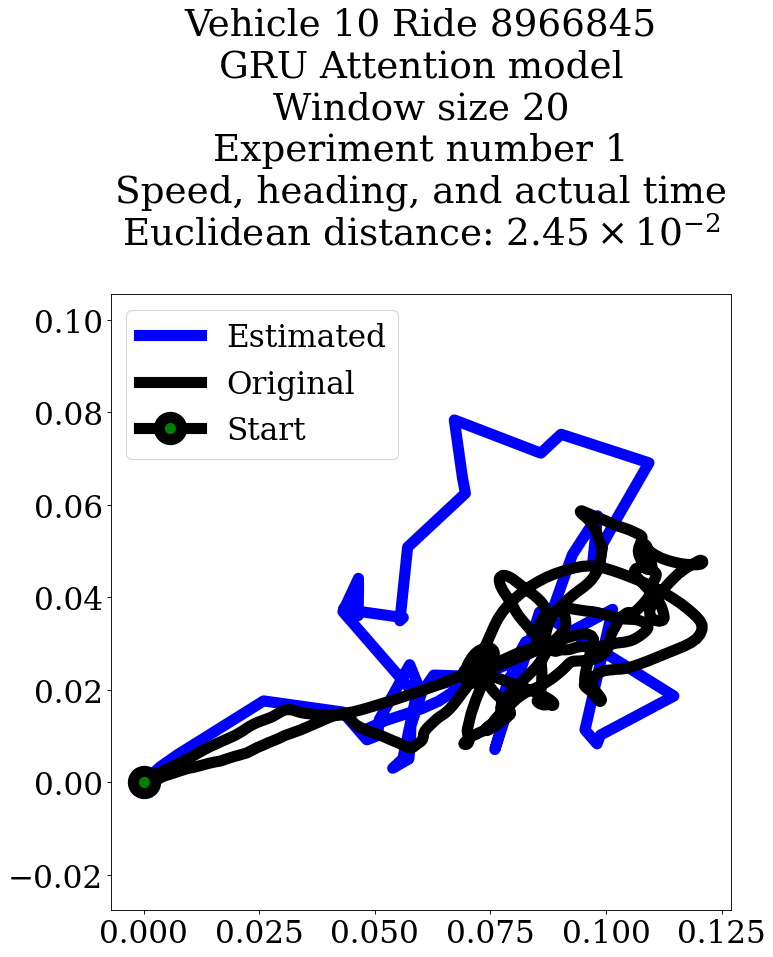 Vehicle 10 Ride 8966845
GRU Attention model
Window size 20
Experiment number 1
Speed, heading, and actual time
Euclidean distance: 2.45 × 10⁻²
Estimated
Original
Start
0.10
0.08
0.06
0.04
0.02
0.00
−0.02
0.000 0.025 0.050 0.075 0.100 0.125